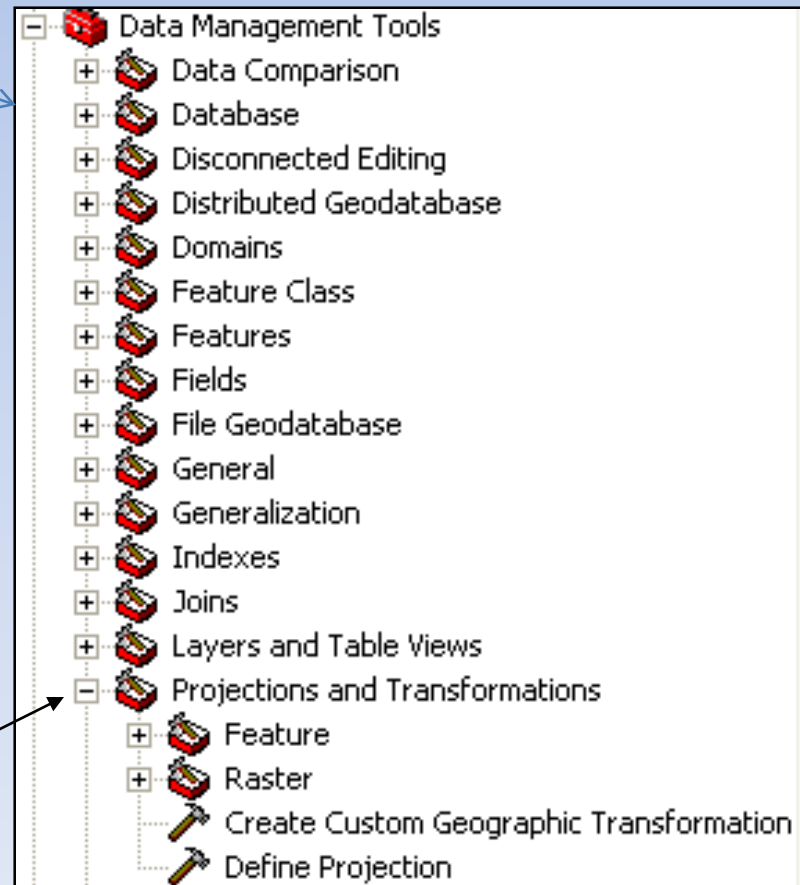 Data Management Tools
Data Comparison
Database
Disconnected Editing
Distributed Geodatabase
Domains
Feature Class
Features
Fields
File Geodatabase
General
Generalization
Indexes
Joins
Layers and Table Views
Projections and Transformations
Feature
Raster
Create Custom Geographic Transformation
Define Projection